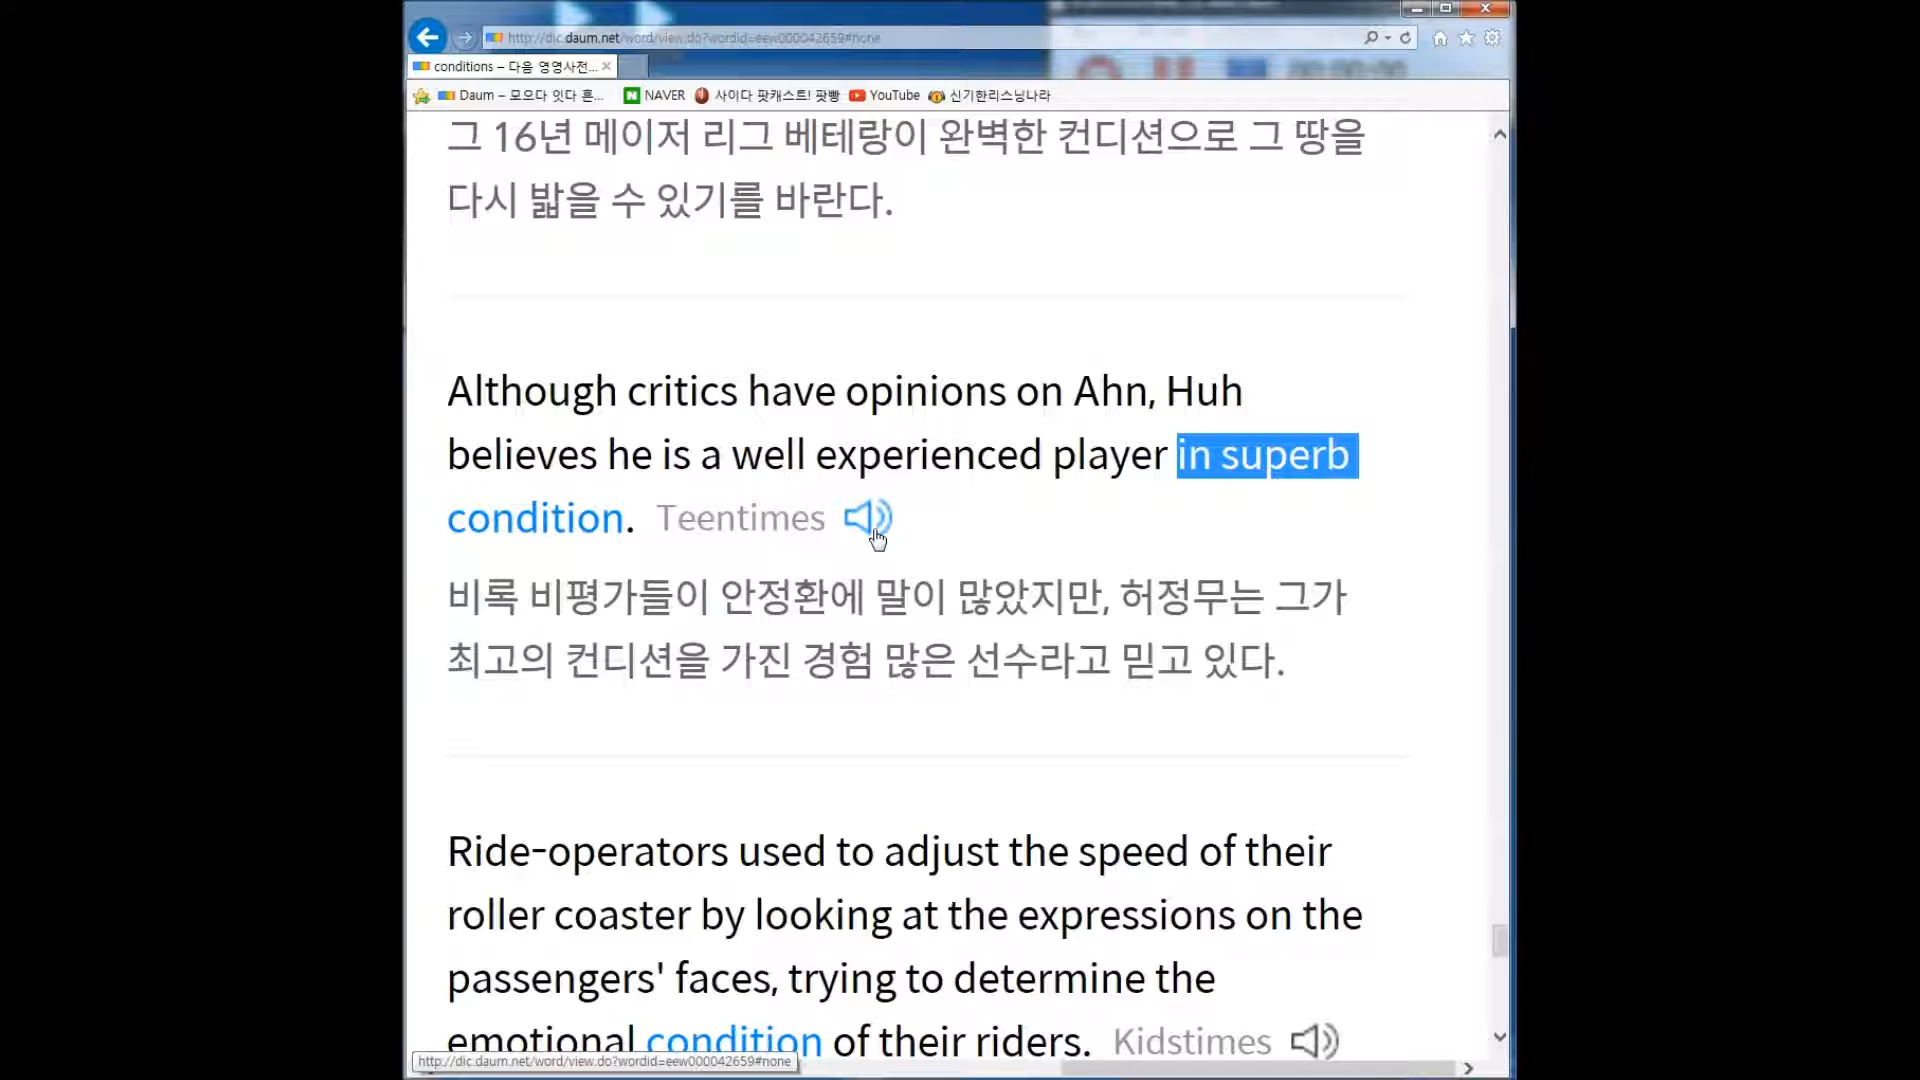 http://dic.daum.net/word/view.do?wordid=eew000042659#none
conditions – 다음 영영사전...
Daum – 모으다 잇다 흔... NAVER 사이다 팟캐스트! 팟빵 YouTube 신기한리스닝나라
그 16년 메이저 리그 베테랑이 완벽한 컨디션으로 그 땅을
다시 밟을 수 있기를 바란다.
Although critics have opinions on Ahn, Huh
believes he is a well experienced player in superb
condition. Teentimes
비록 비평가들이 안정환에 말이 많았지만, 허정무는 그가
최고의 컨디션을 가진 경험 많은 선수라고 믿고 있다.
Ride-operators used to adjust the speed of their
roller coaster by looking at the expressions on the
passengers' faces, trying to determine the
emotional condition of their riders. Kidstimes
http://dic.daum.net/word/view.do?wordid=eew000042659#none